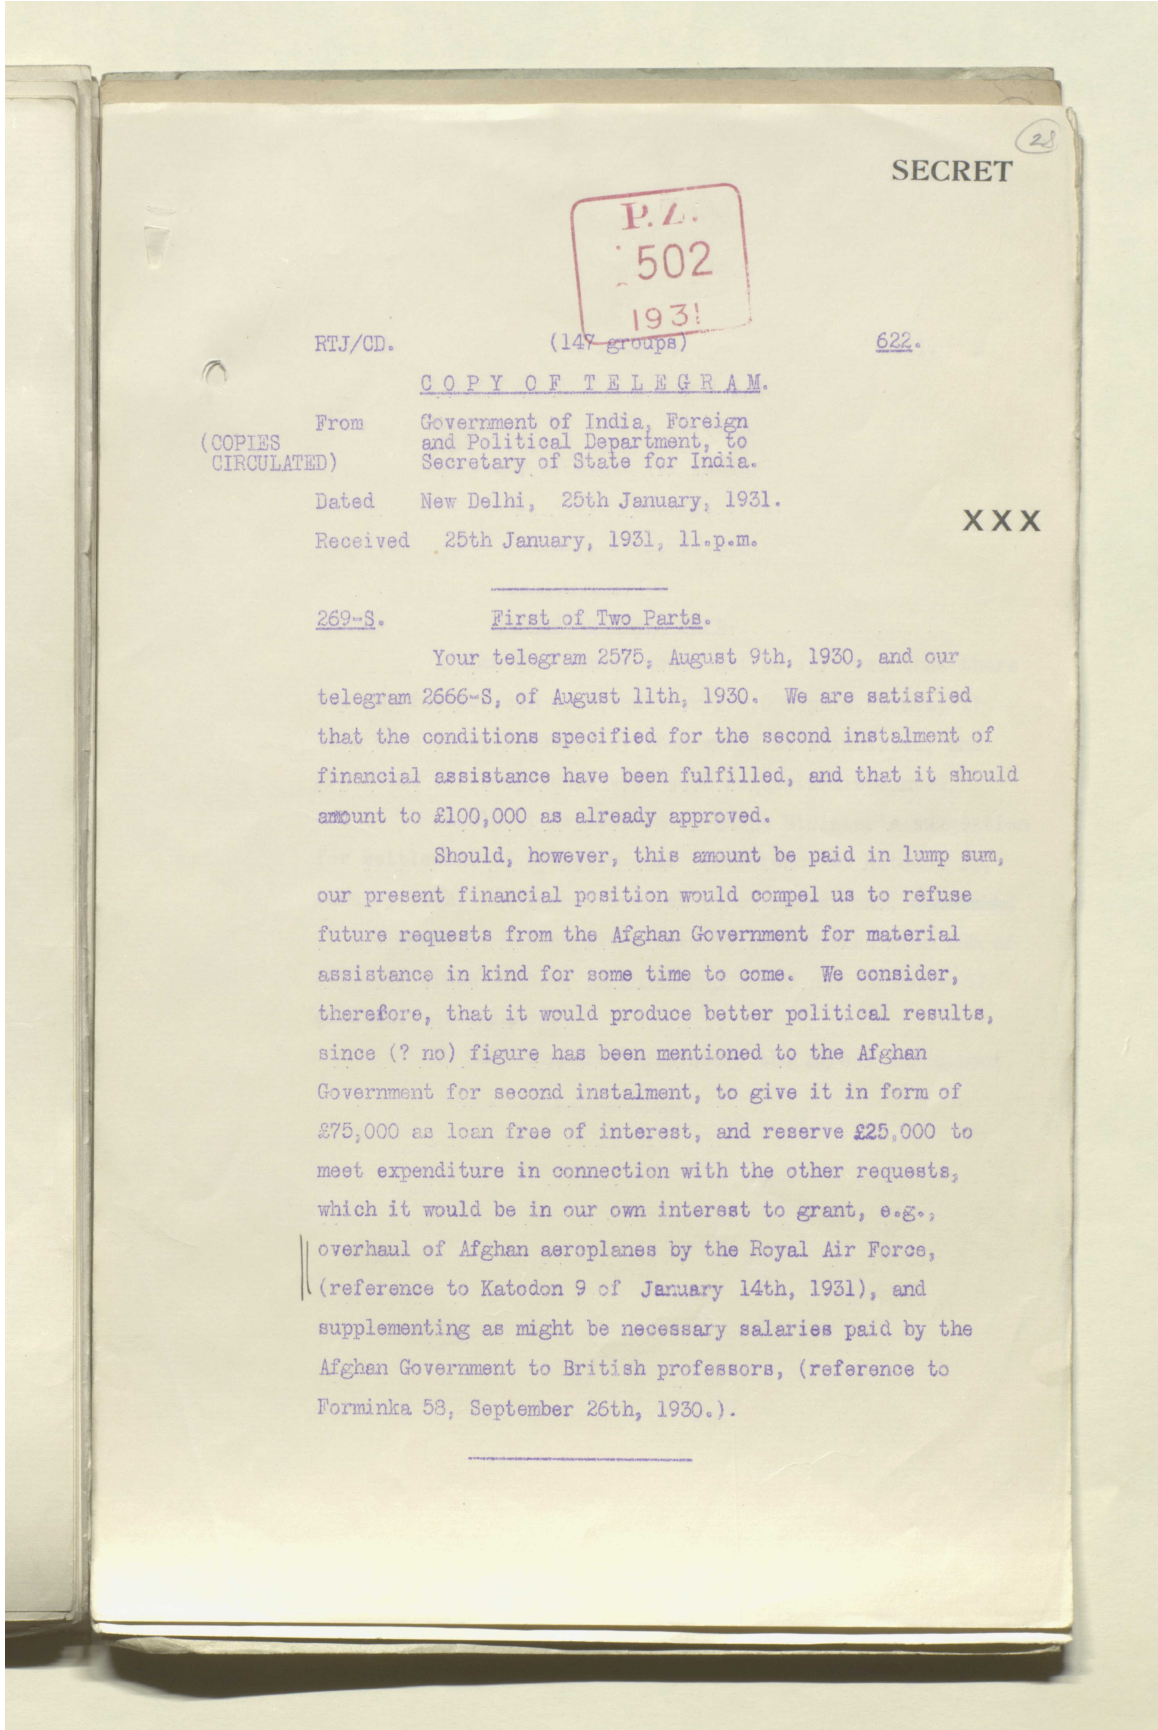 28
SECRET
P.Z.
502
1931
RTJ/CD. (147 groups) 622.
COPY OF TELEGRAM.
From Government of India, Foreign
(COPIES and Political Department, to
CIRCULATED) Secretary of State for India.
Dated New Delhi, 25th January, 1931.
XXX
Received 25th January, 1931, 11.p.m.
269-S. First of Two Parts.
Your telegram 2575, August 9th, 1930, and our
telegram 2666-S, of August 11th, 1930. We are satisfied
that the conditions specified for the second instalment of
financial assistance have been fulfilled, and that it should
amount to £100,000 as already approved.
Should, however, this amount be paid in lump sum,
our present financial position would compel us to refuse
future requests from the Afghan Government for material
assistance in kind for some time to come. We consider,
therefore, that it would produce better political results,
since (? no) figure has been mentioned to the Afghan
Government for second instalment, to give it in form of
£75,000 as loan free of interest, and reserve £25,000 to
meet expenditure in connection with the other requests,
which it would be in our own interest to grant, e.g.,
overhaul of Afghan aeroplanes by the Royal Air Force,
(reference to Katodon 9 of January 14th, 1931), and
supplementing as might be necessary salaries paid by the
Afghan Government to British professors, (reference to
Forminka 58, September 26th, 1930.).